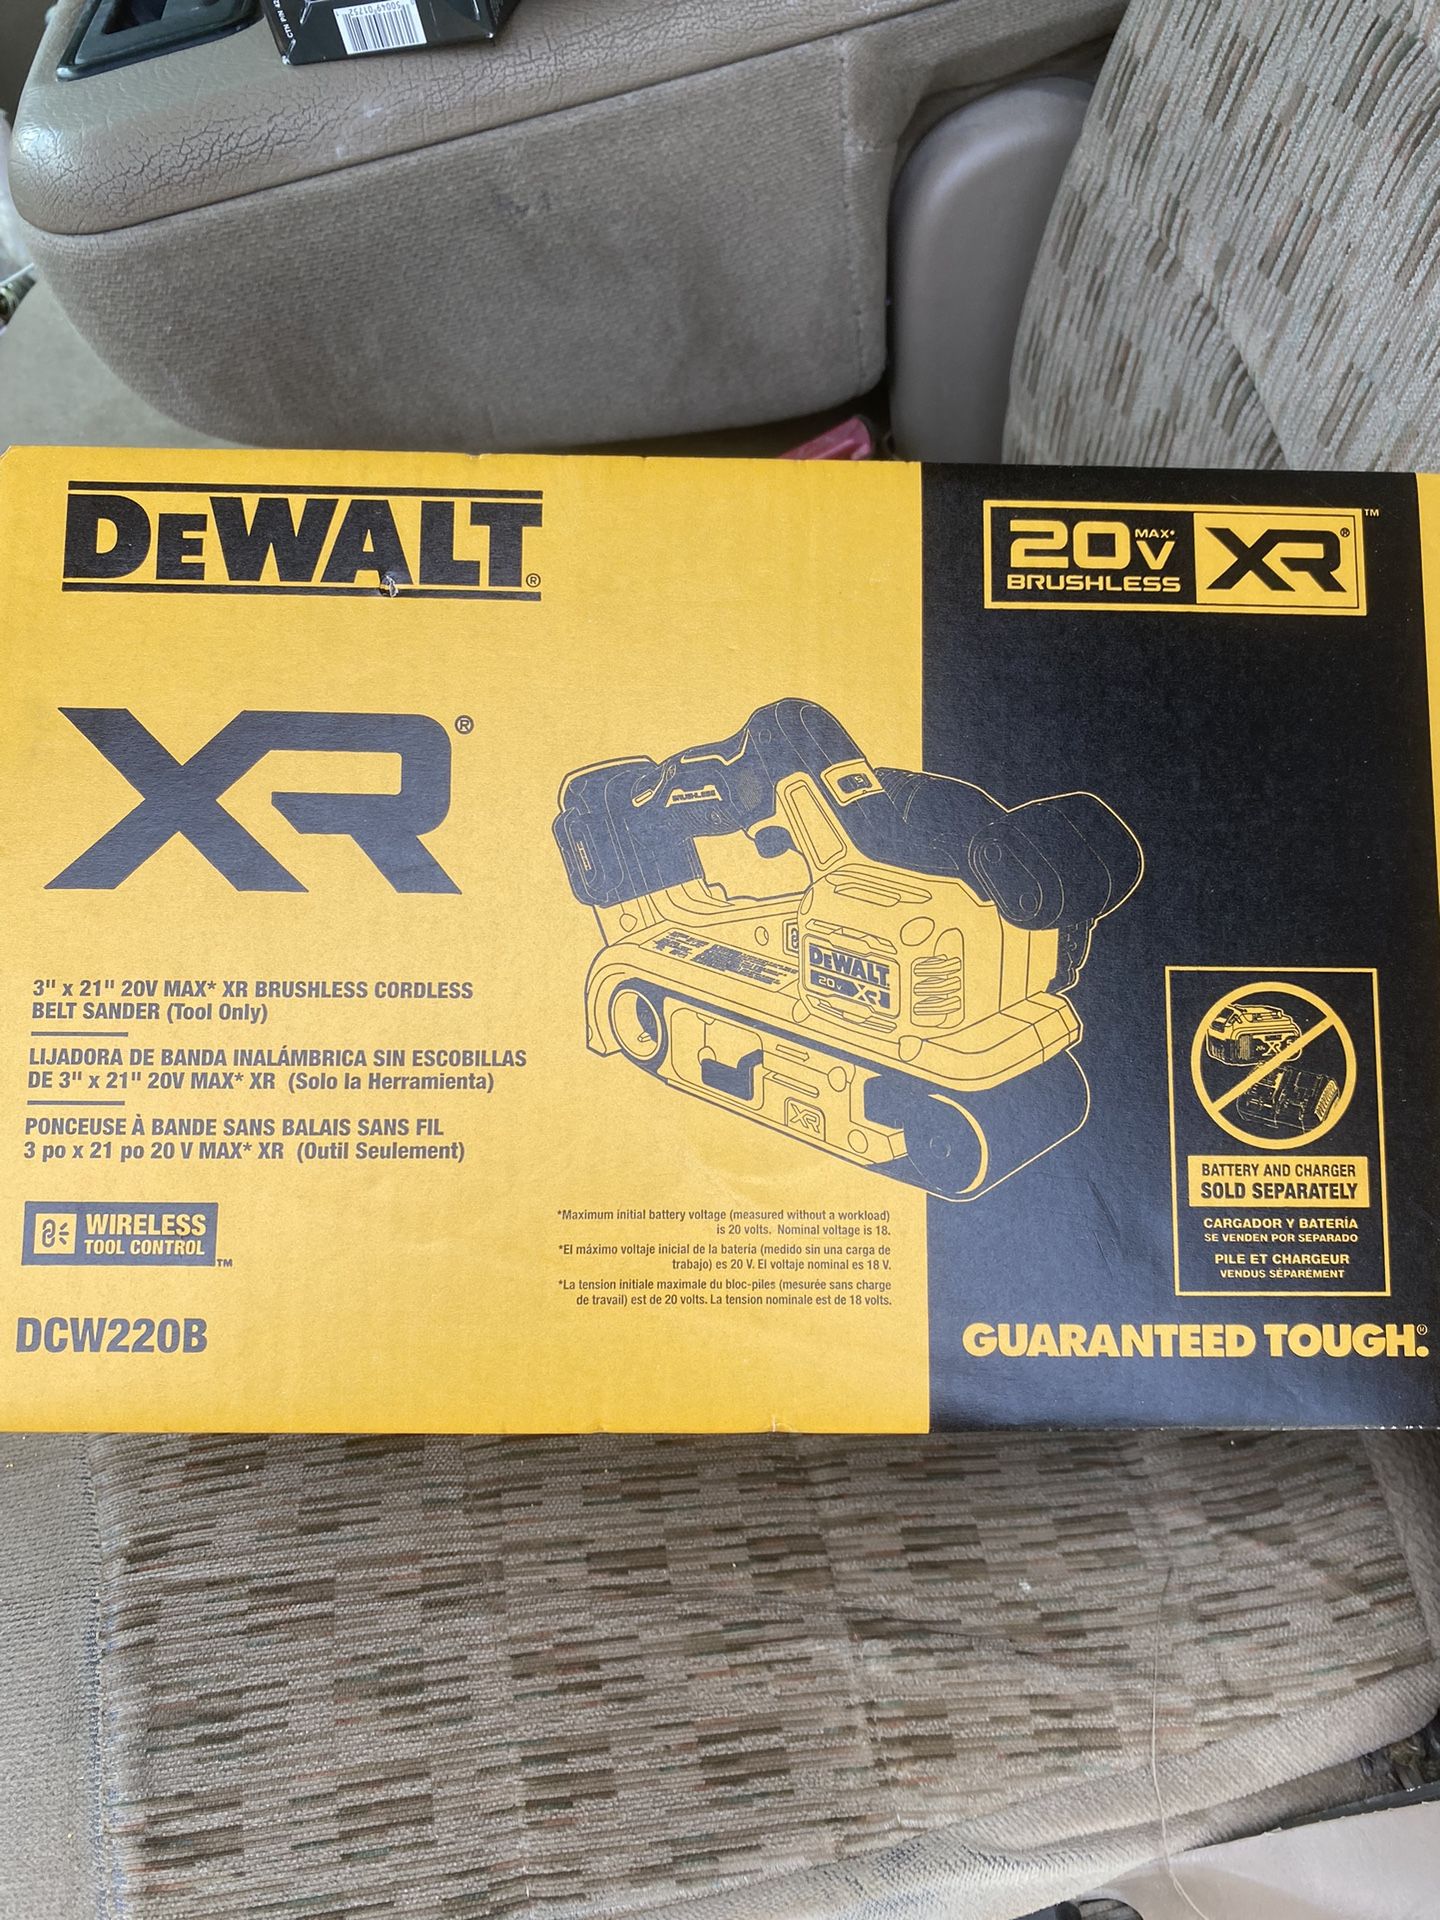 DEWALT®
20V MAX* XR® ™
BRUSHLESS
XR®
3" x 21" 20V MAX* XR BRUSHLESS CORDLESS
BELT SANDER (Tool Only)
LIJADORA DE BANDA INALÁMBRICA SIN ESCOBILLAS
DE 3" x 21" 20V MAX* XR (Solo la Herramienta)
PONCEUSE À BANDE SANS BALAIS SANS FIL
3 po x 21 po 20 V MAX* XR (Outil Seulement)
WIRELESS
TOOL CONTROL™
DCW220B
BRUSHLESS
DEWALT
20V XR
XR
*Maximum initial battery voltage (measured without a workload)
is 20 volts. Nominal voltage is 18.
*El máximo voltaje inicial de la batería (medido sin una carga de
trabajo) es 20 V. El voltaje nominal es 18 V.
*La tension initiale maximale du bloc-piles (mesurée sans charge
de travail) est de 20 volts. La tension nominale est de 18 volts.
BATTERY AND CHARGER
SOLD SEPARATELY
CARGADOR Y BATERÍA
SE VENDEN POR SEPARADO
PILE ET CHARGEUR
VENDUS SÉPARÉMENT
GUARANTEED TOUGH.®